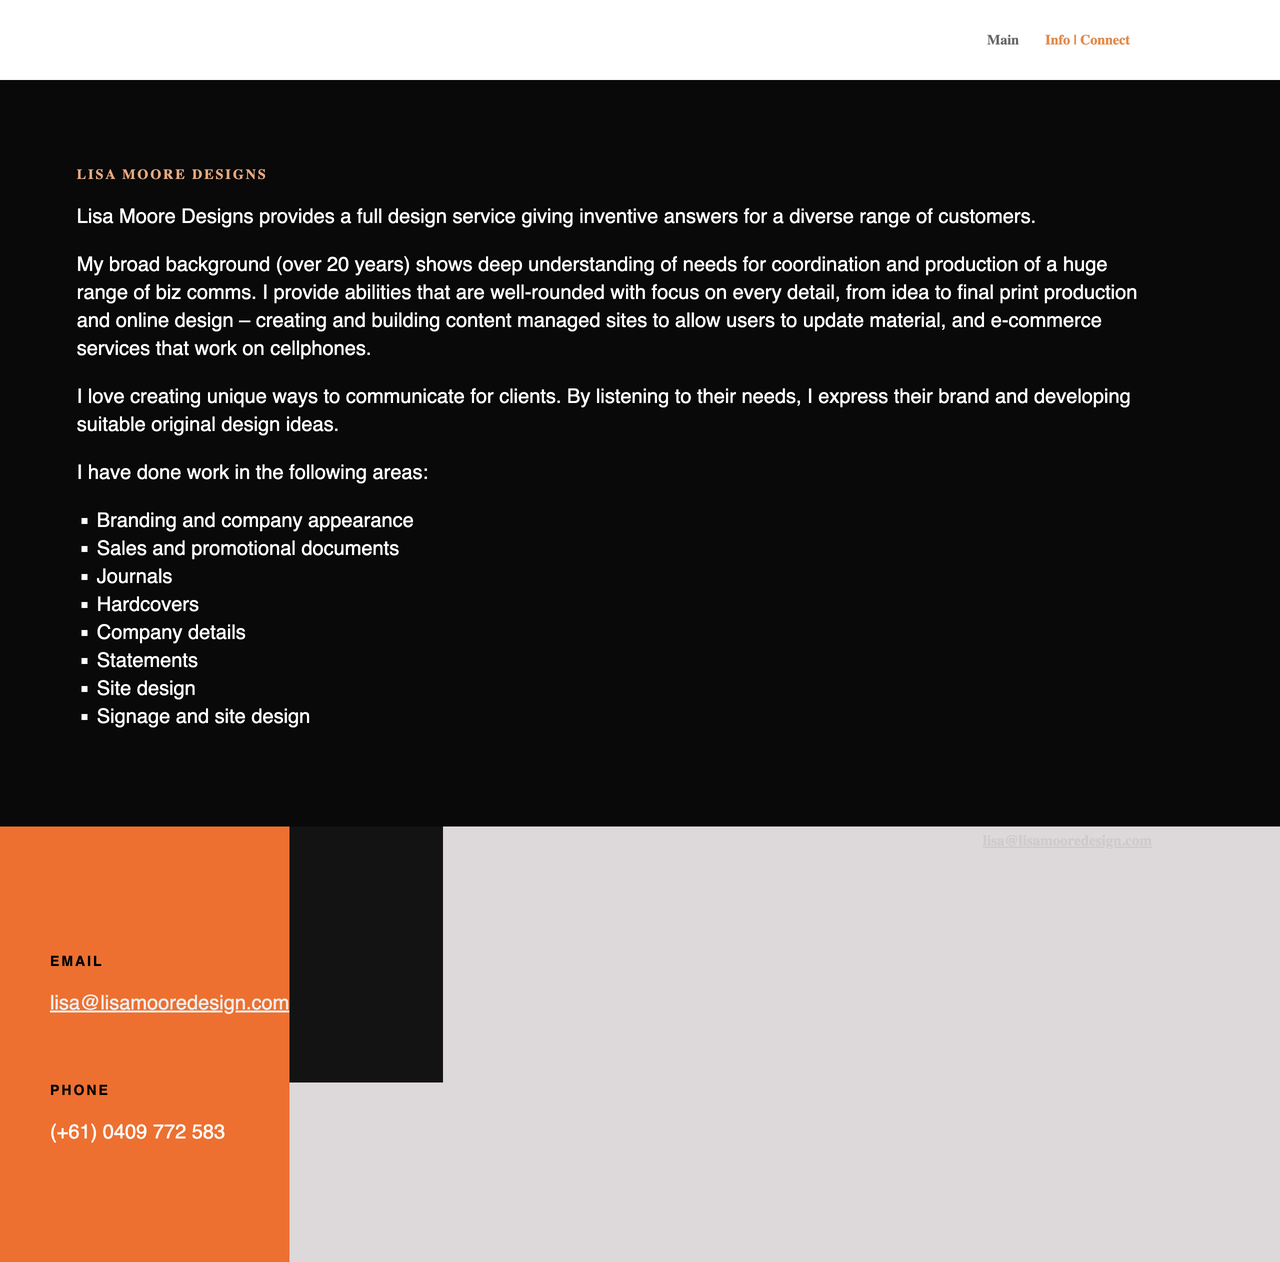 Main
Info | Connect
LISA MOORE DESIGNS
Lisa Moore Designs provides a full design service giving inventive answers for a diverse range of customers.
My broad background (over 20 years) shows deep understanding of needs for coordination and production of a huge
range of biz comms. I provide abilities that are well-rounded with focus on every detail, from idea to final print production
and online design – creating and building content managed sites to allow users to update material, and e-commerce
services that work on cellphones.
I love creating unique ways to communicate for clients. By listening to their needs, I express their brand and developing
suitable original design ideas.
I have done work in the following areas:
▪ Branding and company appearance
▪ Sales and promotional documents
▪ Journals
▪ Hardcovers
▪ Company details
▪ Statements
▪ Site design
▪ Signage and site design
lisa@lisamooredesign.com
EMAIL
lisa@lisamooredesign.com
PHONE
(+61) 0409 772 583